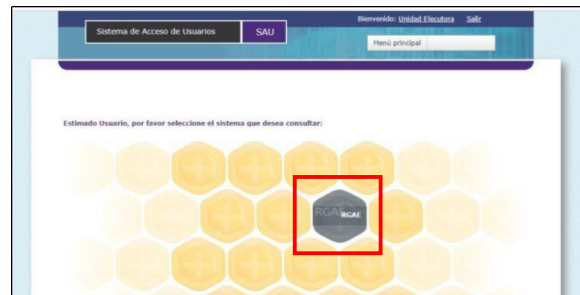 Bienvenido: Unidad Ejecutora Salir
Sistema de Acceso de Usuarios SAU
Menú principal
Estimado Usuario, por favor seleccione el sistema que desea consultar:
RGAE RGAE